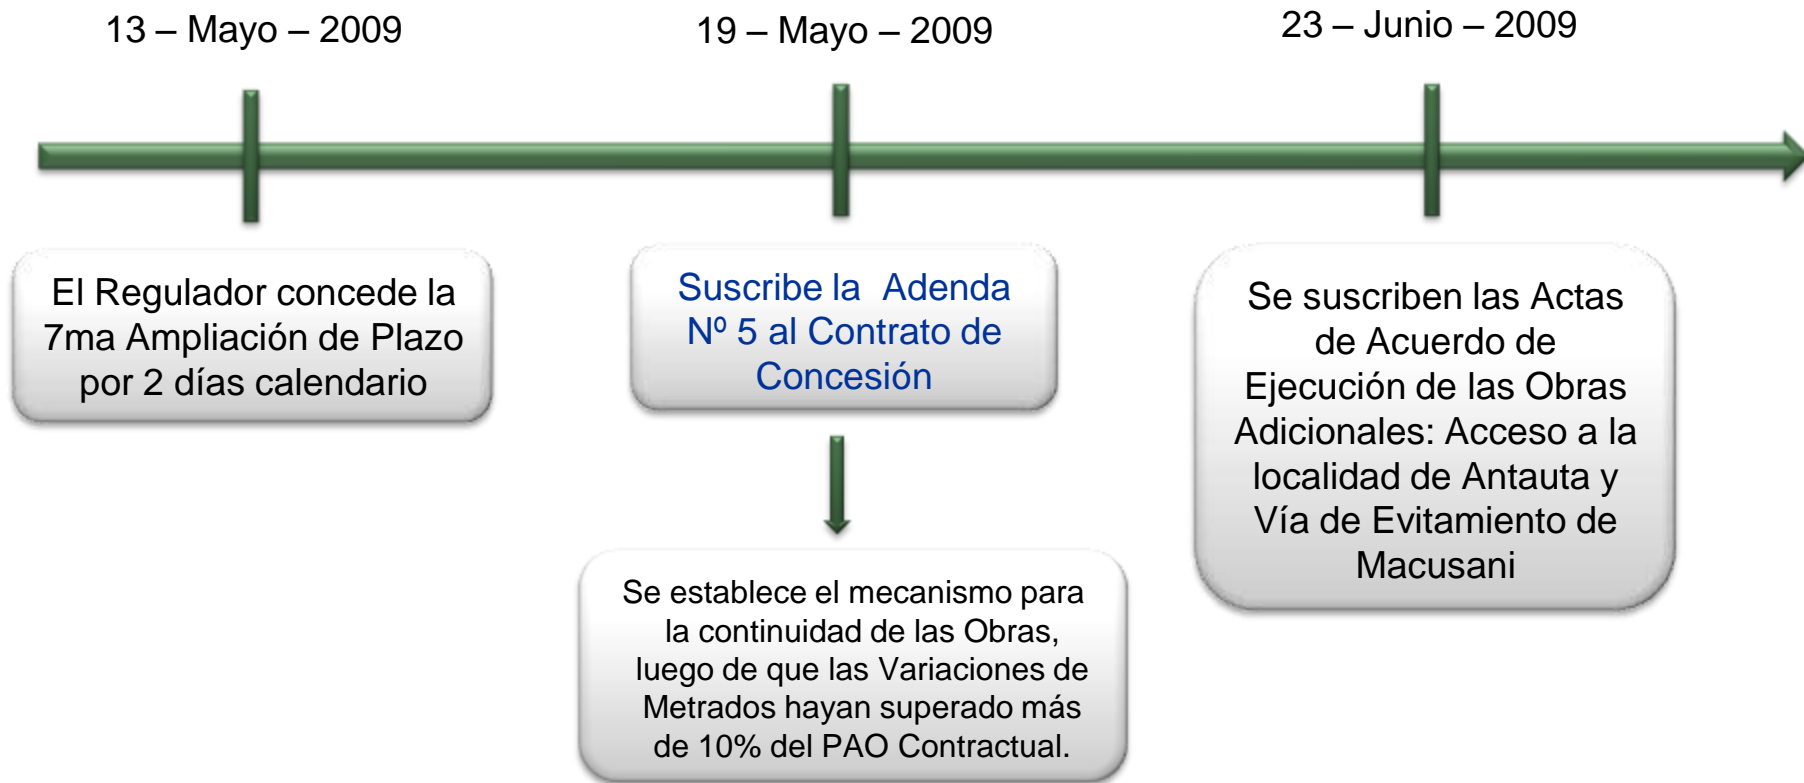 13 – Mayo – 2009
19 – Mayo – 2009
23 – Junio – 2009
El Regulador concede la
7ma Ampliación de Plazo
por 2 días calendario
Suscribe la Adenda
Nº 5 al Contrato de
Concesión
Se establece el mecanismo para
la continuidad de las Obras,
luego de que las Variaciones de
Metrados hayan superado más
de 10% del PAO Contractual.
Se suscriben las Actas
de Acuerdo de
Ejecución de las Obras
Adicionales: Acceso a la
localidad de Antauta y
Vía de Evitamiento de
Macusani